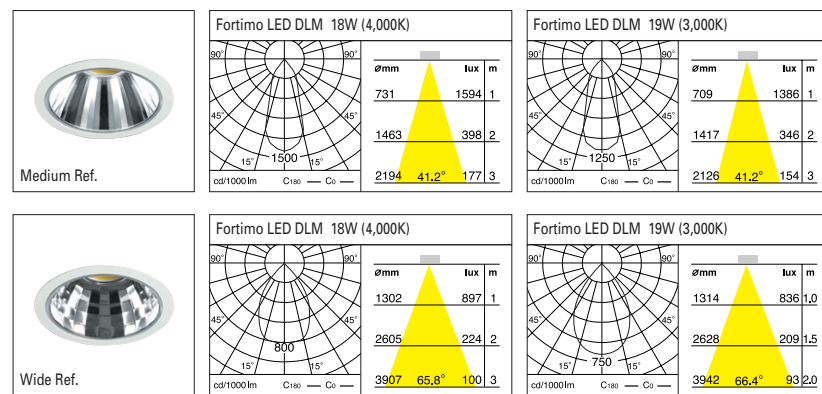 Medium Ref.
Fortimo LED DLM 18W (4,000K)
90° 90°
45° 45°
15° 15°
1500
cd/1000 lm C180 — C0 —
ømm lux m
731 1594 1
1463 398 2
2194 41.2° 177 3
Fortimo LED DLM 19W (3,000K)
90° 90°
45° 45°
15° 15°
1250
cd/1000 lm C180 — C0 —
ømm lux m
709 1386 1
1417 346 2
2126 41.2° 154 3
Wide Ref.
Fortimo LED DLM 18W (4,000K)
90° 90°
45° 45°
800
15° 15°
cd/1000 lm C180 — C0 —
ømm lux m
1302 897 1
2605 224 2
3907 65.8° 100 3
Fortimo LED DLM 19W (3,000K)
90° 90°
45° 45°
750
15° 15°
cd/1000 lm C180 — C0 —
ømm lux m
1314 836 1.0
2628 209 1.5
3942 66.4° 93 2.0